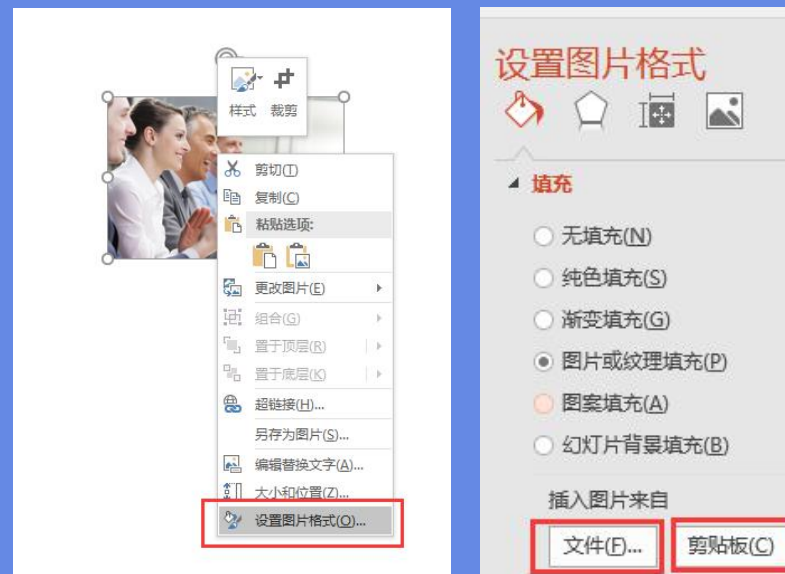 样式 裁剪
剪切(T)
复制(C)
粘贴选项:
更改图片(E)
组合(G)
置于顶层(R)
置于底层(K)
超链接(H)...
另存为图片(S)...
编辑替换文字(A)...
大小和位置(Z)...
设置图片格式(O)...
设置图片格式
填充
无填充(N)
纯色填充(S)
渐变填充(G)
图片或纹理填充(P)
图案填充(A)
幻灯片背景填充(B)
插入图片来自
文件(F)... 剪贴板(C)